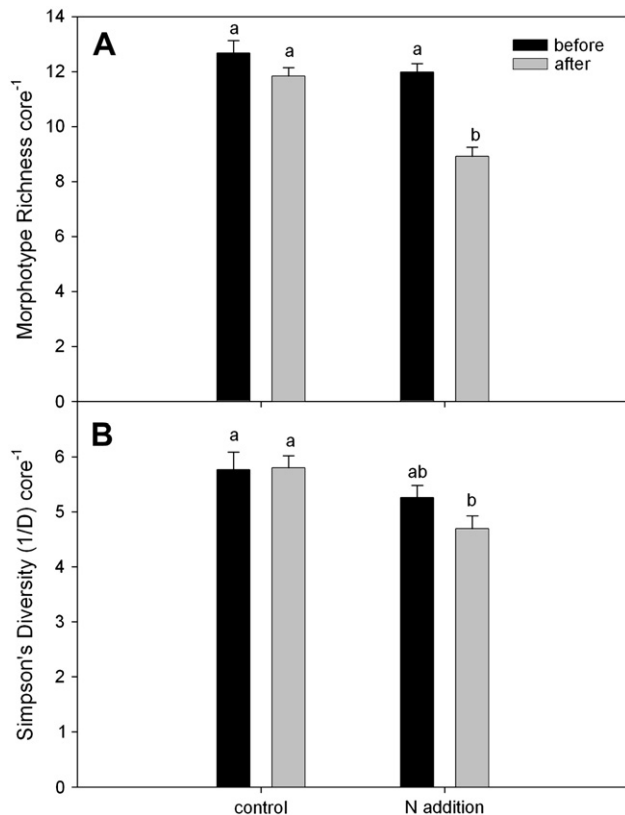 A
Morphotype Richness core-1
14
12
10
8
6
4
2
0
a
a
a
b
before
after
B
Simpson's Diversity (1/D) core-1
6
5
4
3
2
1
0
a
a
ab
b
control
N addition